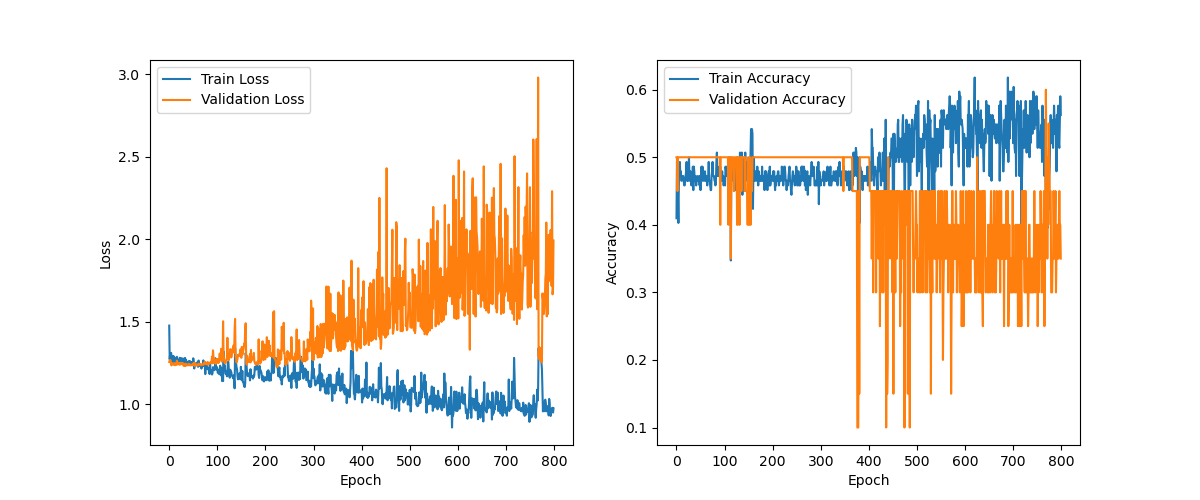 Train Loss
Validation Loss
3.0
2.5
2.0
1.5
1.0
Loss
0 100 200 300 400 500 600 700 800
Epoch
Train Accuracy
Validation Accuracy
0.6
0.5
0.4
0.3
0.2
0.1
Accuracy
0 100 200 300 400 500 600 700 800
Epoch